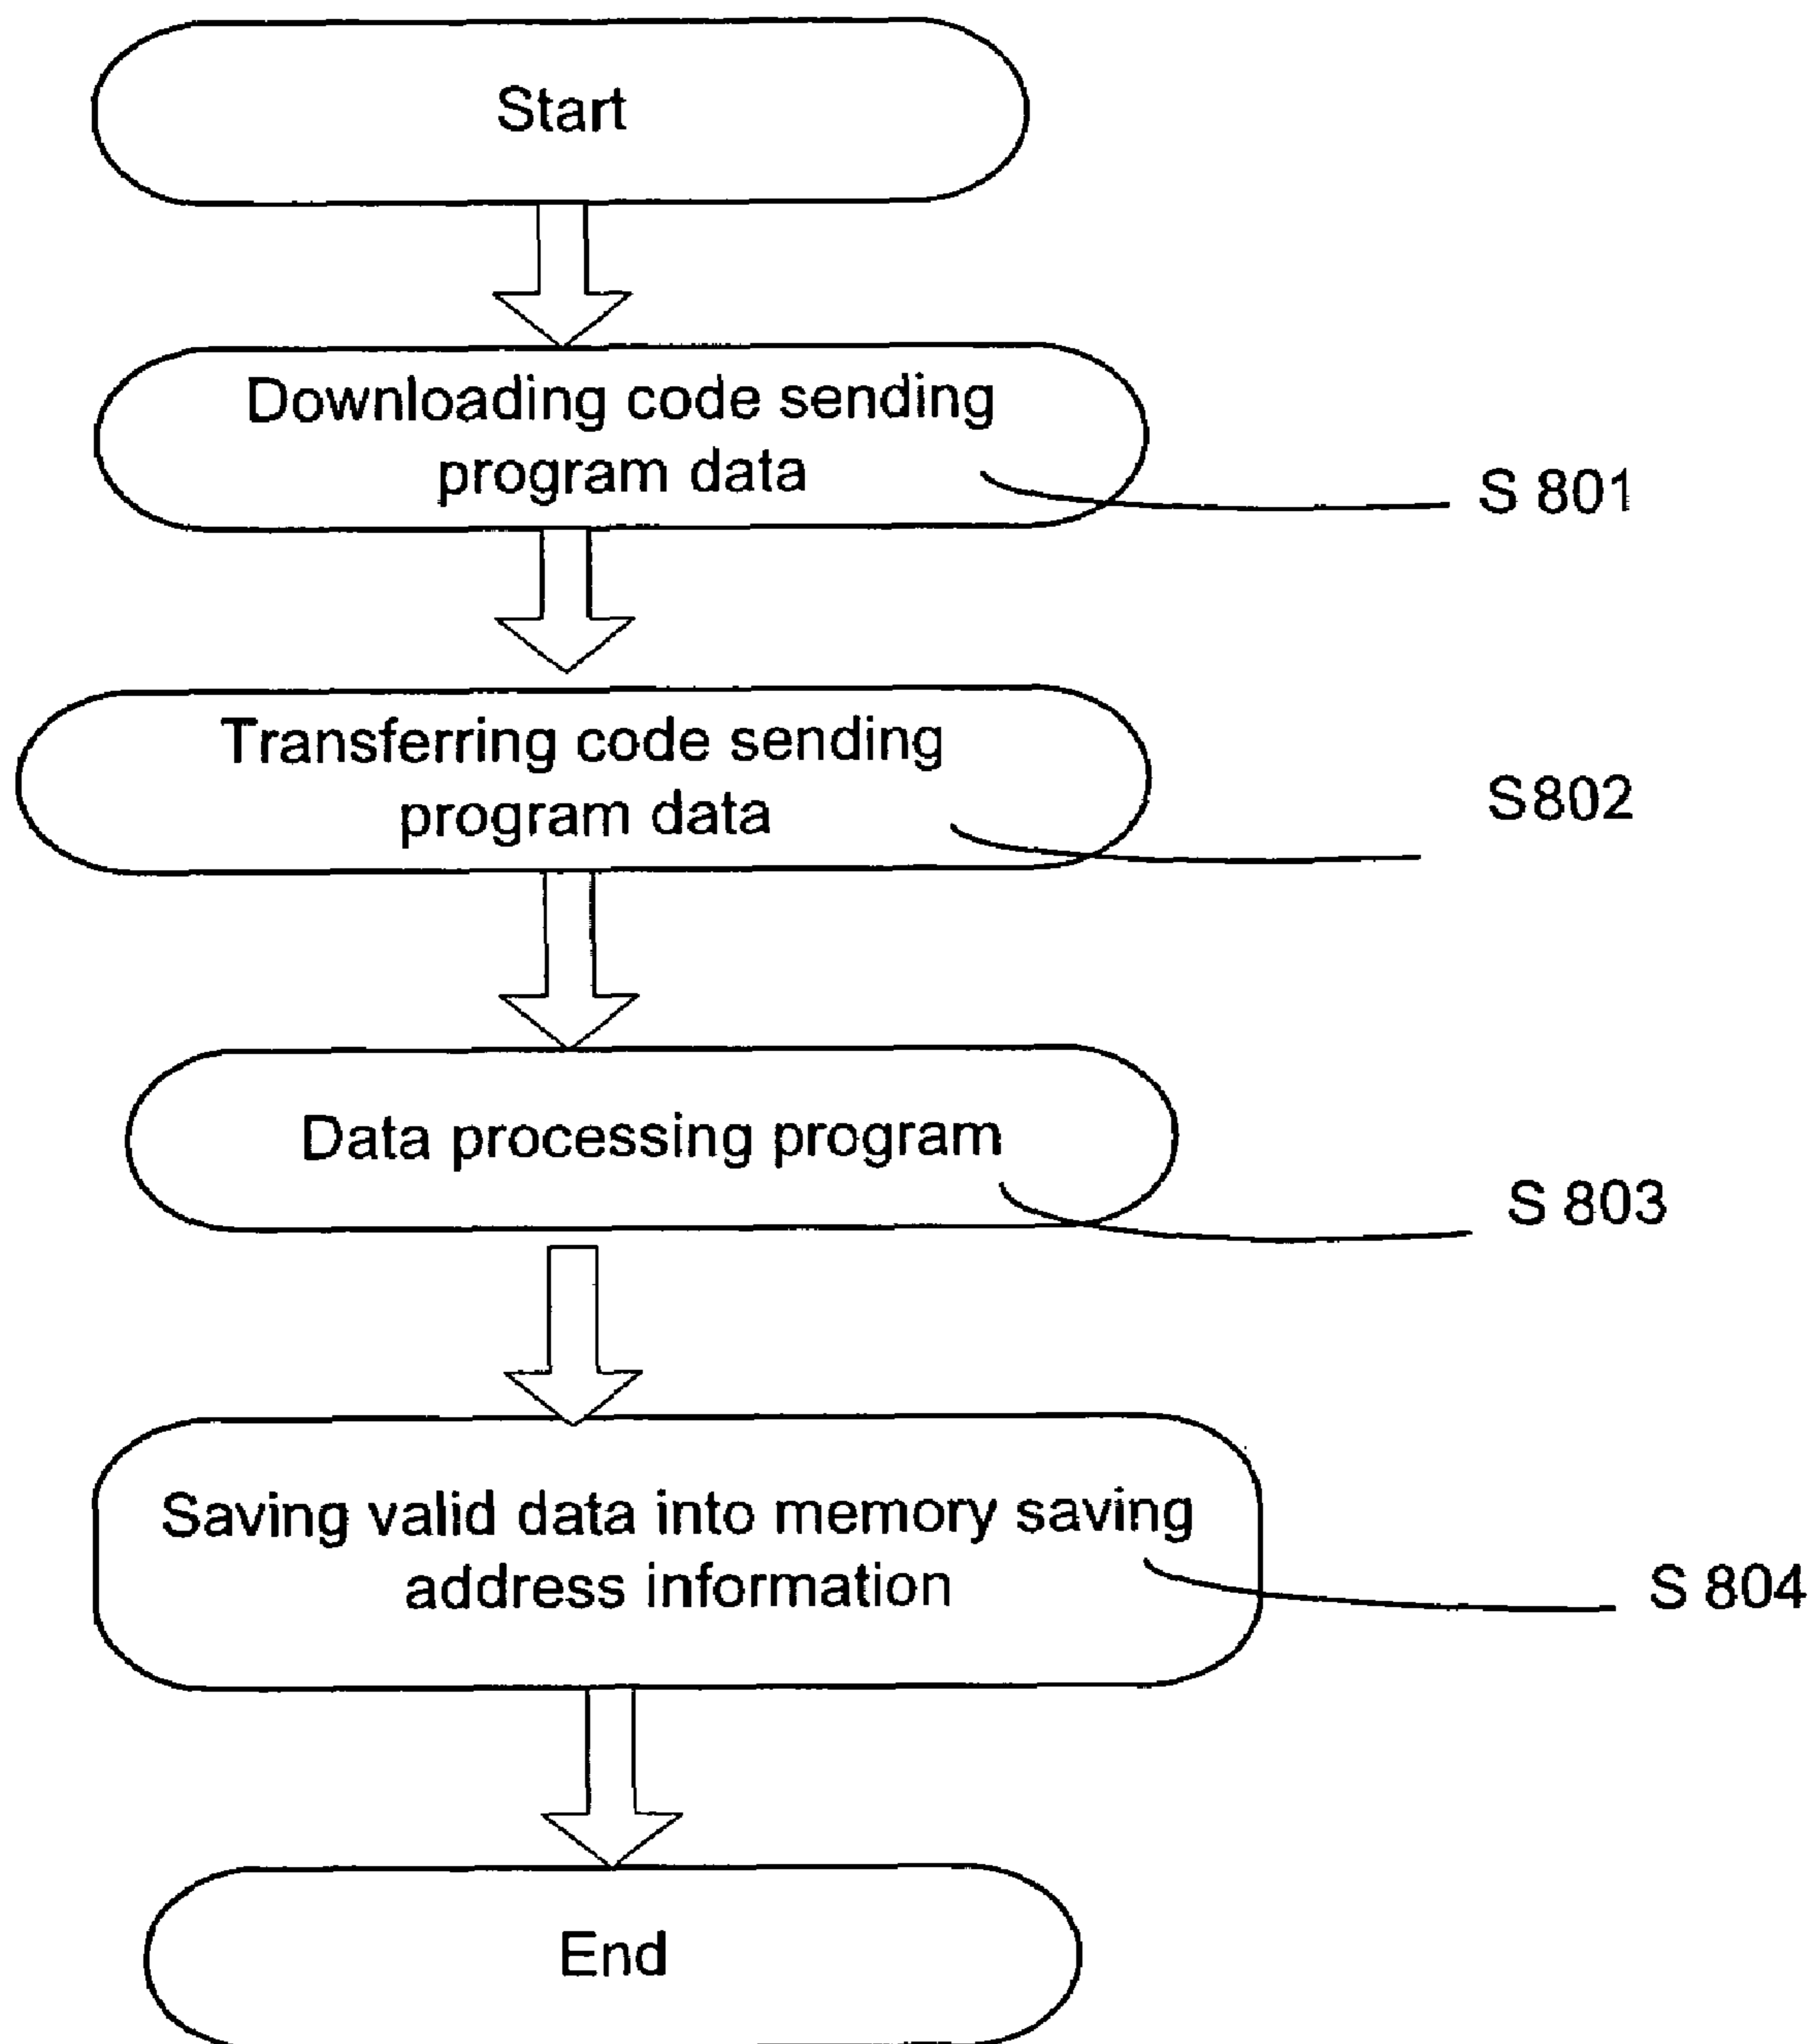 Start
Downloading code sending
program data
S 801
Transferring code sending
program data
S802
Data processing program
S 803
Saving valid data into memory saving
address information
S 804
End